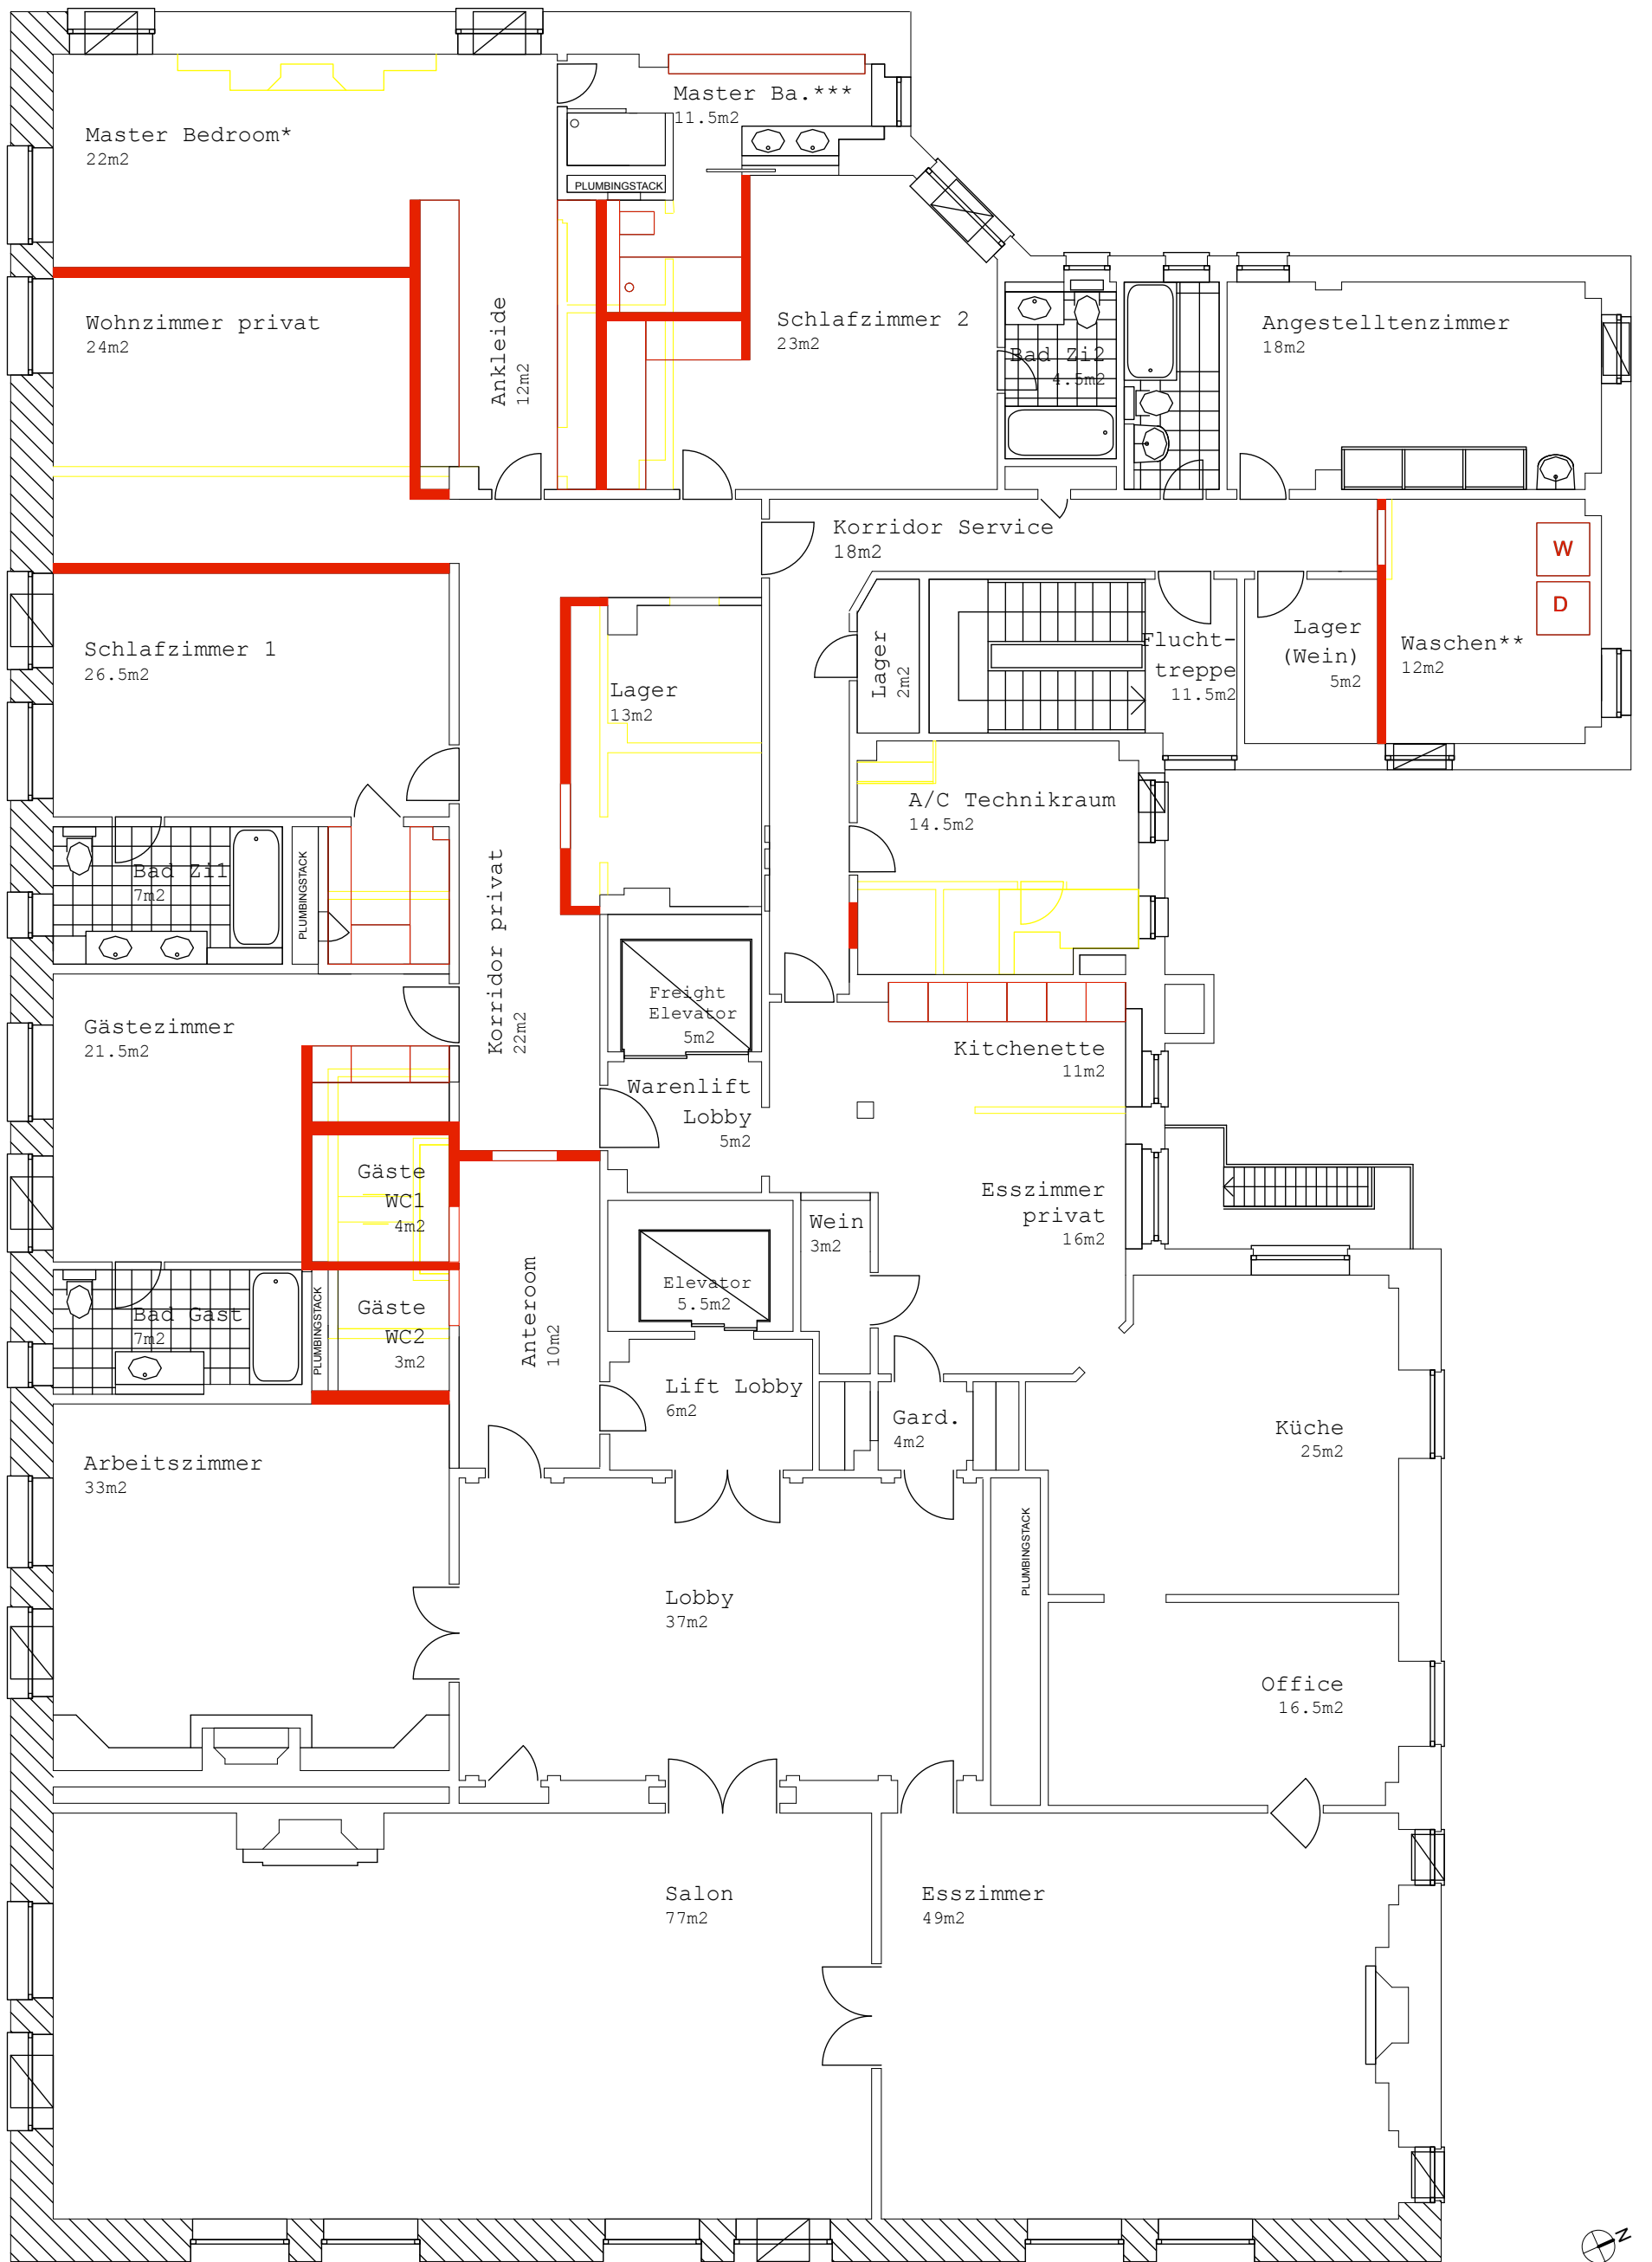 Master Bedroom*
22m2
Master Ba.***
11.5m2
PLUMBINGSTACK
Wohnzimmer privat
24m2
Ankleide
12m2
Schlafzimmer 2
23m2
Bad Zi2
4.5m2
Angestelltenzimmer
18m2
Korridor Service
18m2
W
D
Schlafzimmer 1
26.5m2
Lager
13m2
Lager
2m2
Flucht-
treppe
11.5m2
Lager
(Wein)
5m2
Waschen**
12m2
A/C Technikraum
14.5m2
Bad Zi1
7m2
PLUMBINGSTACK
Korridor privat
22m2
Freight
Elevator
5m2
Gästezimmer
21.5m2
Kitchenette
11m2
Warenlift
Lobby
5m2
Gäste
WC1
4m2
Esszimmer
privat
16m2
Wein
3m2
Elevator
5.5m2
Anteroom
10m2
Bad Gast
7m2
PLUMBINGSTACK
Gäste
WC2
3m2
Lift Lobby
6m2
Gard.
4m2
Küche
25m2
Arbeitszimmer
33m2
PLUMBINGSTACK
Lobby
37m2
Office
16.5m2
Salon
77m2
Esszimmer
49m2
N